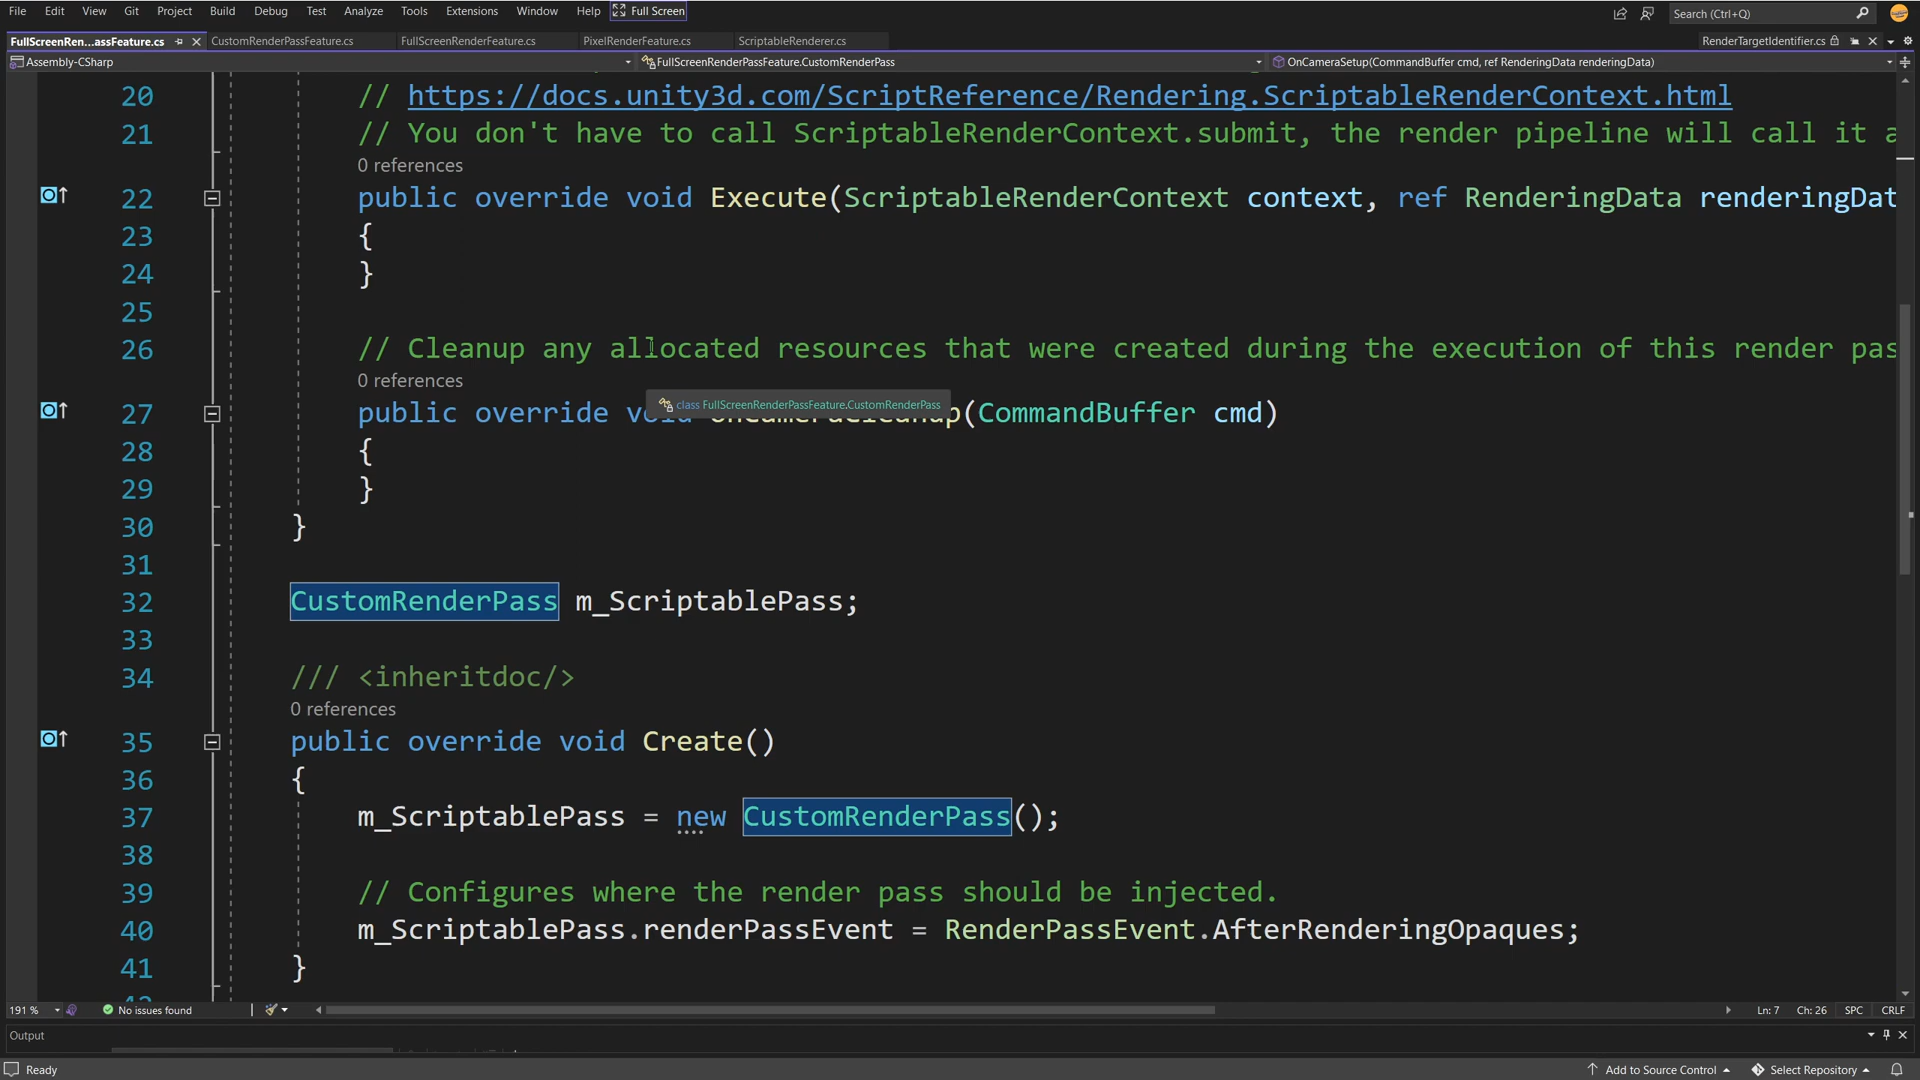 File Edit View Git Project Build Debug Test Analyze Tools Extensions Window Help Full Screen Search (Ctrl+Q)
FullScreenRen...assFeature.cs CustomRenderPassFeature.cs FullScreenRenderFeature.cs PixelRenderFeature.cs ScriptableRenderer.cs RenderTargetIdentifier.cs
Assembly-CSharp FullScreenRenderPassFeature.CustomRenderPass OnCameraSetup(CommandBuffer cmd, ref RenderingData renderingData)
20 // https://docs.unity3d.com/ScriptReference/Rendering.ScriptableRenderContext.html
21 // You don't have to call ScriptableRenderContext.submit, the render pipeline will call it a
0 references
22 public override void Execute(ScriptableRenderContext context, ref RenderingData renderingDat
23 {
24 }
25
26 // Cleanup any allocated resources that were created during the execution of this render pas
0 references
class FullScreenRenderPassFeature.CustomRenderPass
27 public override void OnCameraCleanup(CommandBuffer cmd)
28 {
29 }
30 }
31
32 CustomRenderPass m_ScriptablePass;
33
34 /// <inheritdoc/>
0 references
35 public override void Create()
36 {
37 m_ScriptablePass = new CustomRenderPass();
38
39 // Configures where the render pass should be injected.
40 m_ScriptablePass.renderPassEvent = RenderPassEvent.AfterRenderingOpaques;
41 }
191 % No issues found Ln: 7 Ch: 26 SPC CRLF
Output
Ready Add to Source Control Select Repository